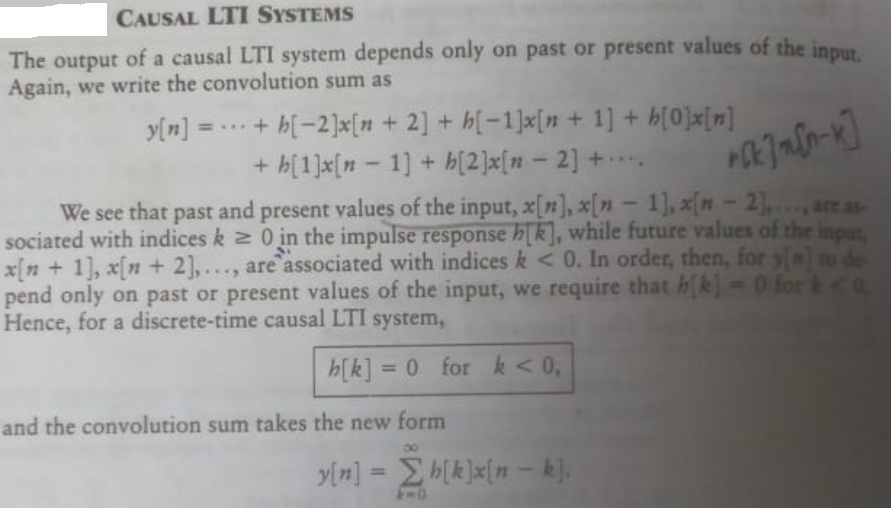 CAUSAL LTI SYSTEMS
The output of a causal LTI system depends only on past or present values of the input.
Again, we write the convolution sum as
y[n] = ··· + h[−2]x[n + 2] + h[−1]x[n + 1] + h[0]x[n]
+ h[1]x[n − 1] + h[2]x[n − 2] + ···.
h[k]x[n-k]
We see that past and present values of the input, x[n], x[n − 1], x[n − 2], ..., are as-
sociated with indices k ≥ 0 in the impulse response h[k], while future values of the input,
x[n + 1], x[n + 2], ..., are associated with indices k < 0. In order, then, for y[n] to de-
pend only on past or present values of the input, we require that h[k] = 0 for k < 0.
Hence, for a discrete-time causal LTI system,
h[k] = 0 for k < 0,
and the convolution sum takes the new form
y[n] = ∑_{k=0}^{∞} h[k]x[n − k].